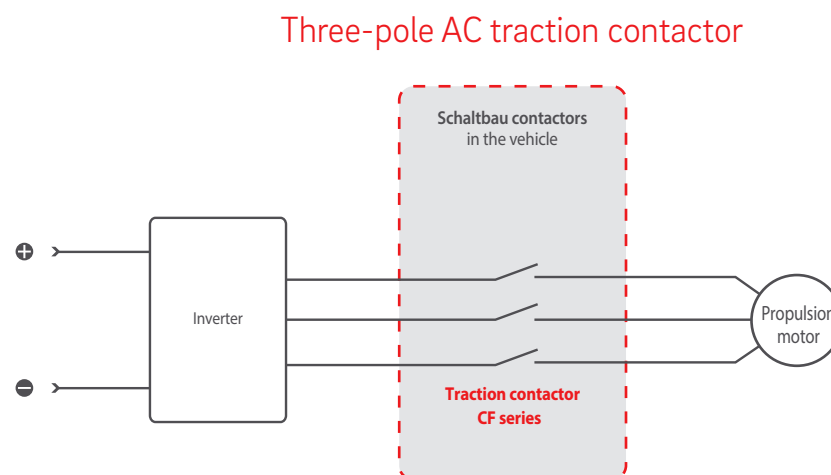 Three-pole AC traction contactor
Schaltbau contactors
in the vehicle
+
Inverter
Propulsion
motor
−
Traction contactor
CF series